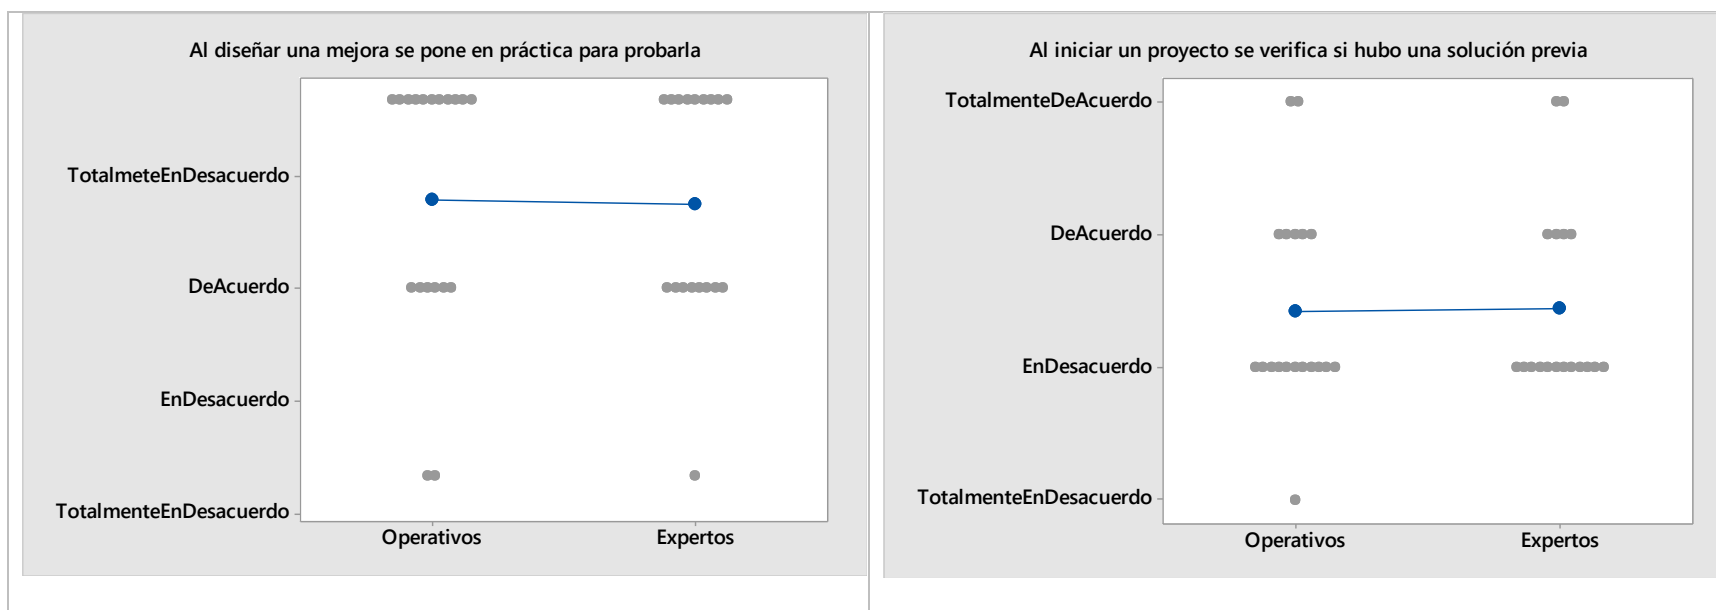 Al diseñar una mejora se pone en práctica para probarla
TotalmeteEnDesacuerdo
DeAcuerdo
EnDesacuerdo
TotalmenteEnDesacuerdo
Operativos
Expertos
Al iniciar un proyecto se verifica si hubo una solución previa
TotalmenteDeAcuerdo
DeAcuerdo
EnDesacuerdo
TotalmenteEnDesacuerdo
Operativos
Expertos